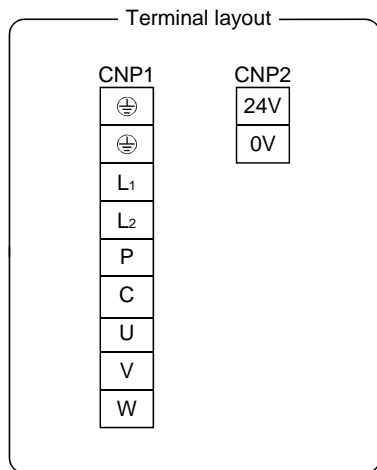 Terminal layout
CNP1 CNP2
⏚ 24V
⏚ 0V
L1
L2
P
C
U
V
W